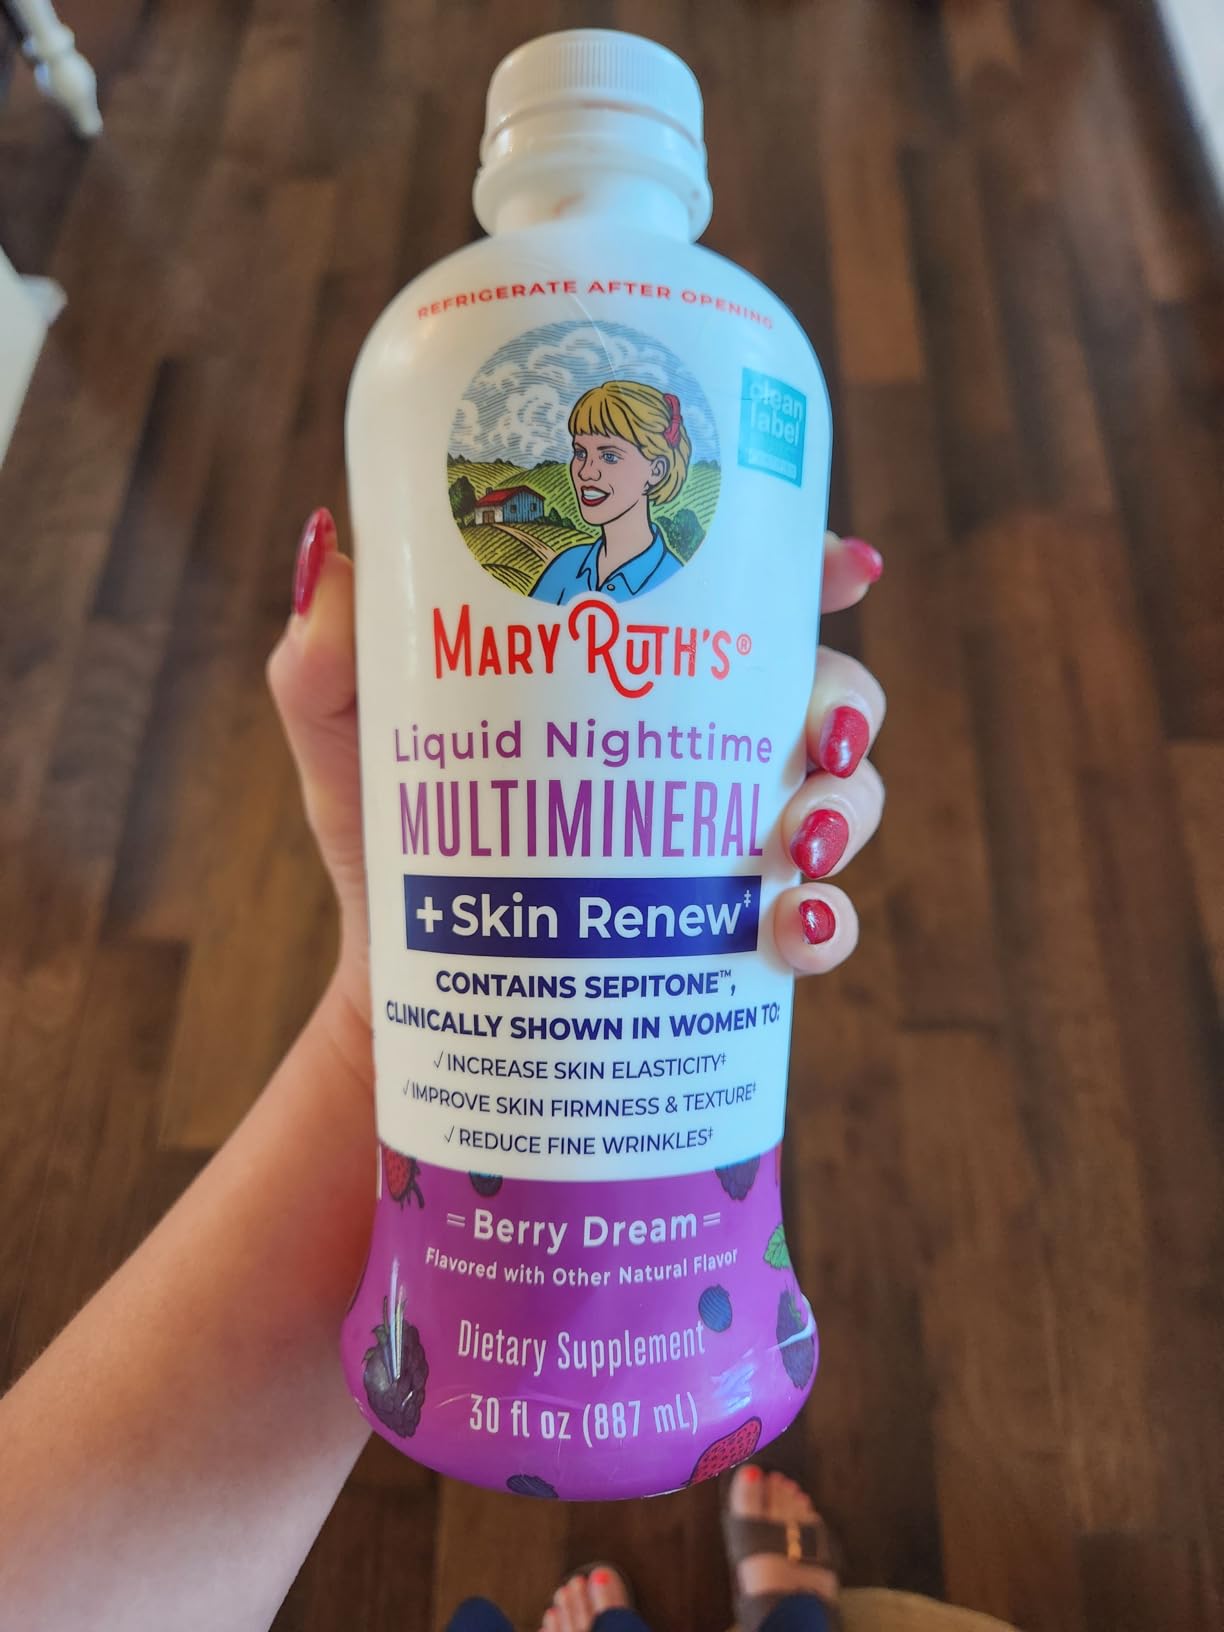 REFRIGERATE AFTER OPENING
clean
label
MARYRUTH'S®
Liquid Nighttime
MULTIMINERAL
+Skin Renew‡
CONTAINS SEPITONE™,
CLINICALLY SHOWN IN WOMEN TO:
√ INCREASE SKIN ELASTICITY‡
√ IMPROVE SKIN FIRMNESS & TEXTURE‡
√ REDUCE FINE WRINKLES‡
=Berry Dream=
Flavored with Other Natural Flavor
Dietary Supplement
30 fl oz (887 mL)